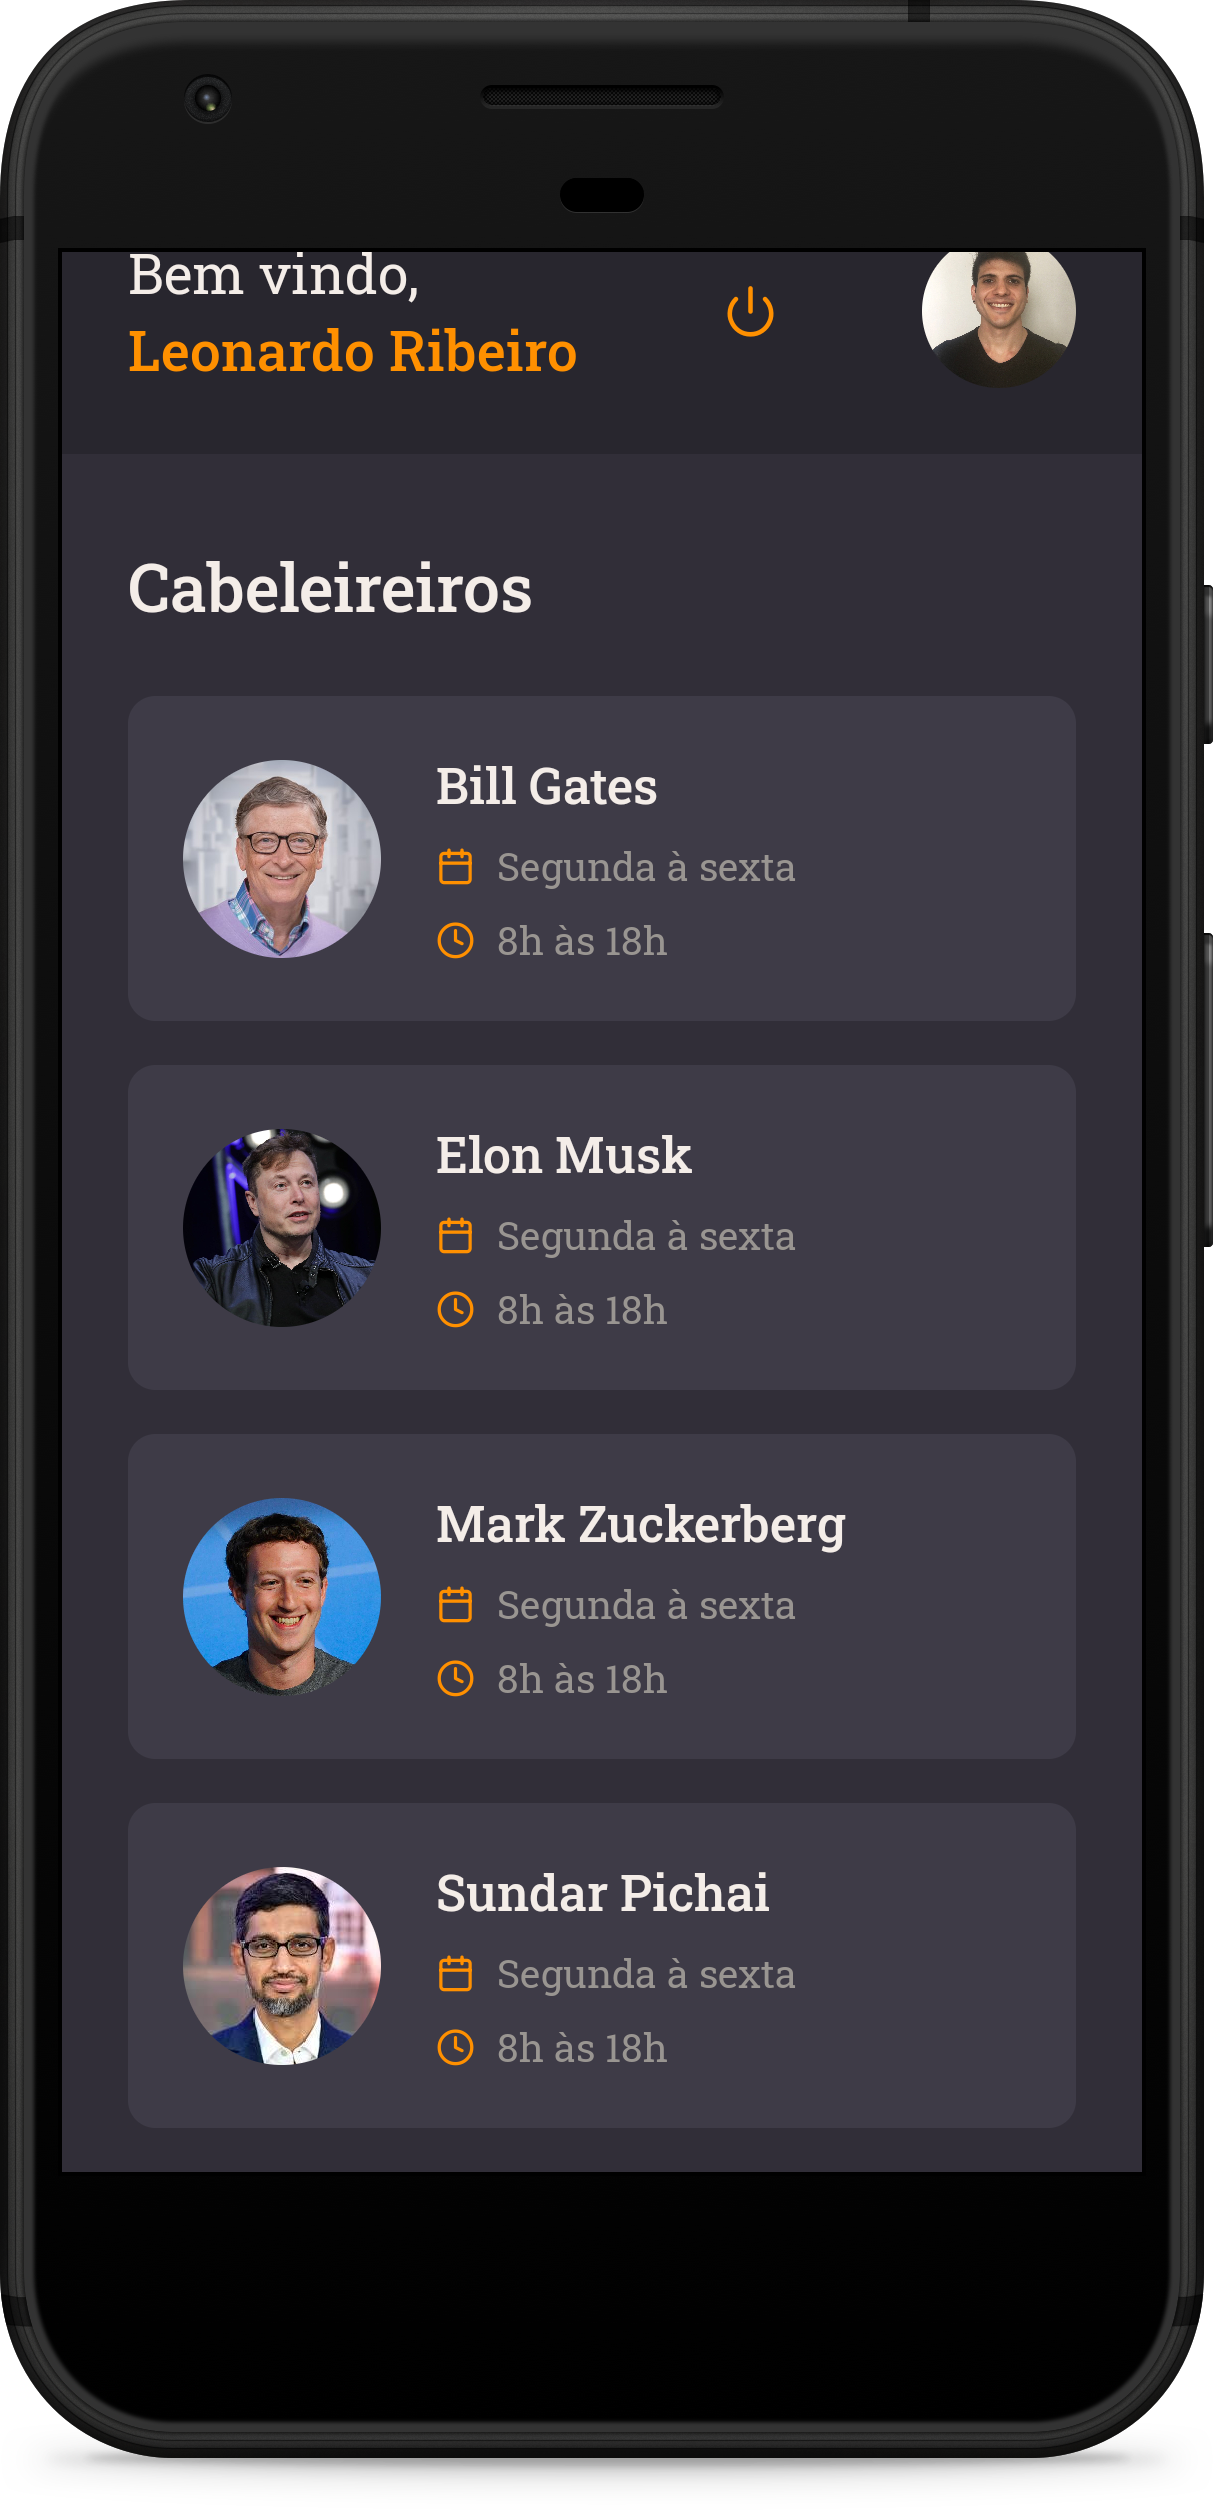 Bem vindo,
Leonardo Ribeiro
Cabeleireiros
Bill Gates
Segunda à sexta
8h às 18h
Elon Musk
Segunda à sexta
8h às 18h
Mark Zuckerberg
Segunda à sexta
8h às 18h
Sundar Pichai
Segunda à sexta
8h às 18h